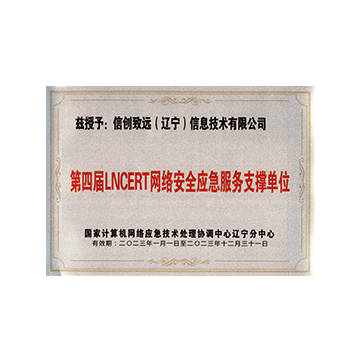 兹授予：信创致远（辽宁）信息技术有限公司
第四届LNCERT网络安全应急服务支撑单位
国家计算机网络应急技术处理协调中心辽宁分中心
有效期：二〇二三年一月一日至二〇二三年十二月三十一日